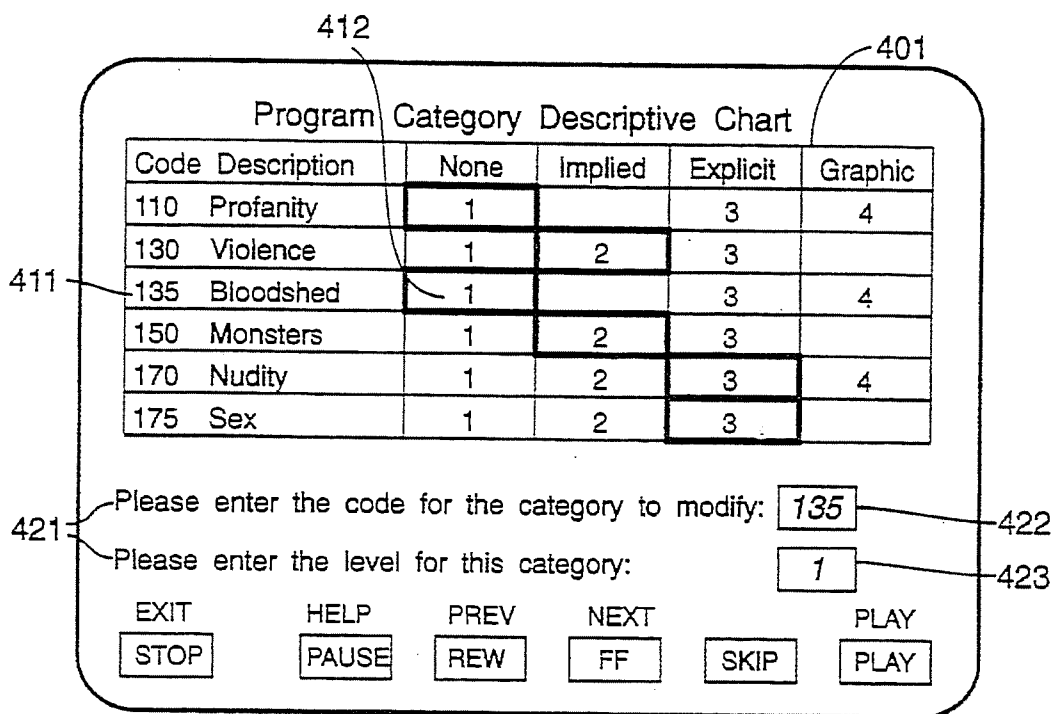 412
401
Program Category Descriptive Chart
Code Description None Implied Explicit Graphic
110 Profanity 1 3 4
130 Violence 1 2 3
411 135 Bloodshed 1 3 4
150 Monsters 1 2 3
170 Nudity 1 2 3 4
175 Sex 1 2 3
Please enter the code for the category to modify: 135 422
421
Please enter the level for this category: 1 423
EXIT HELP PREV NEXT PLAY
STOP PAUSE REW FF SKIP PLAY